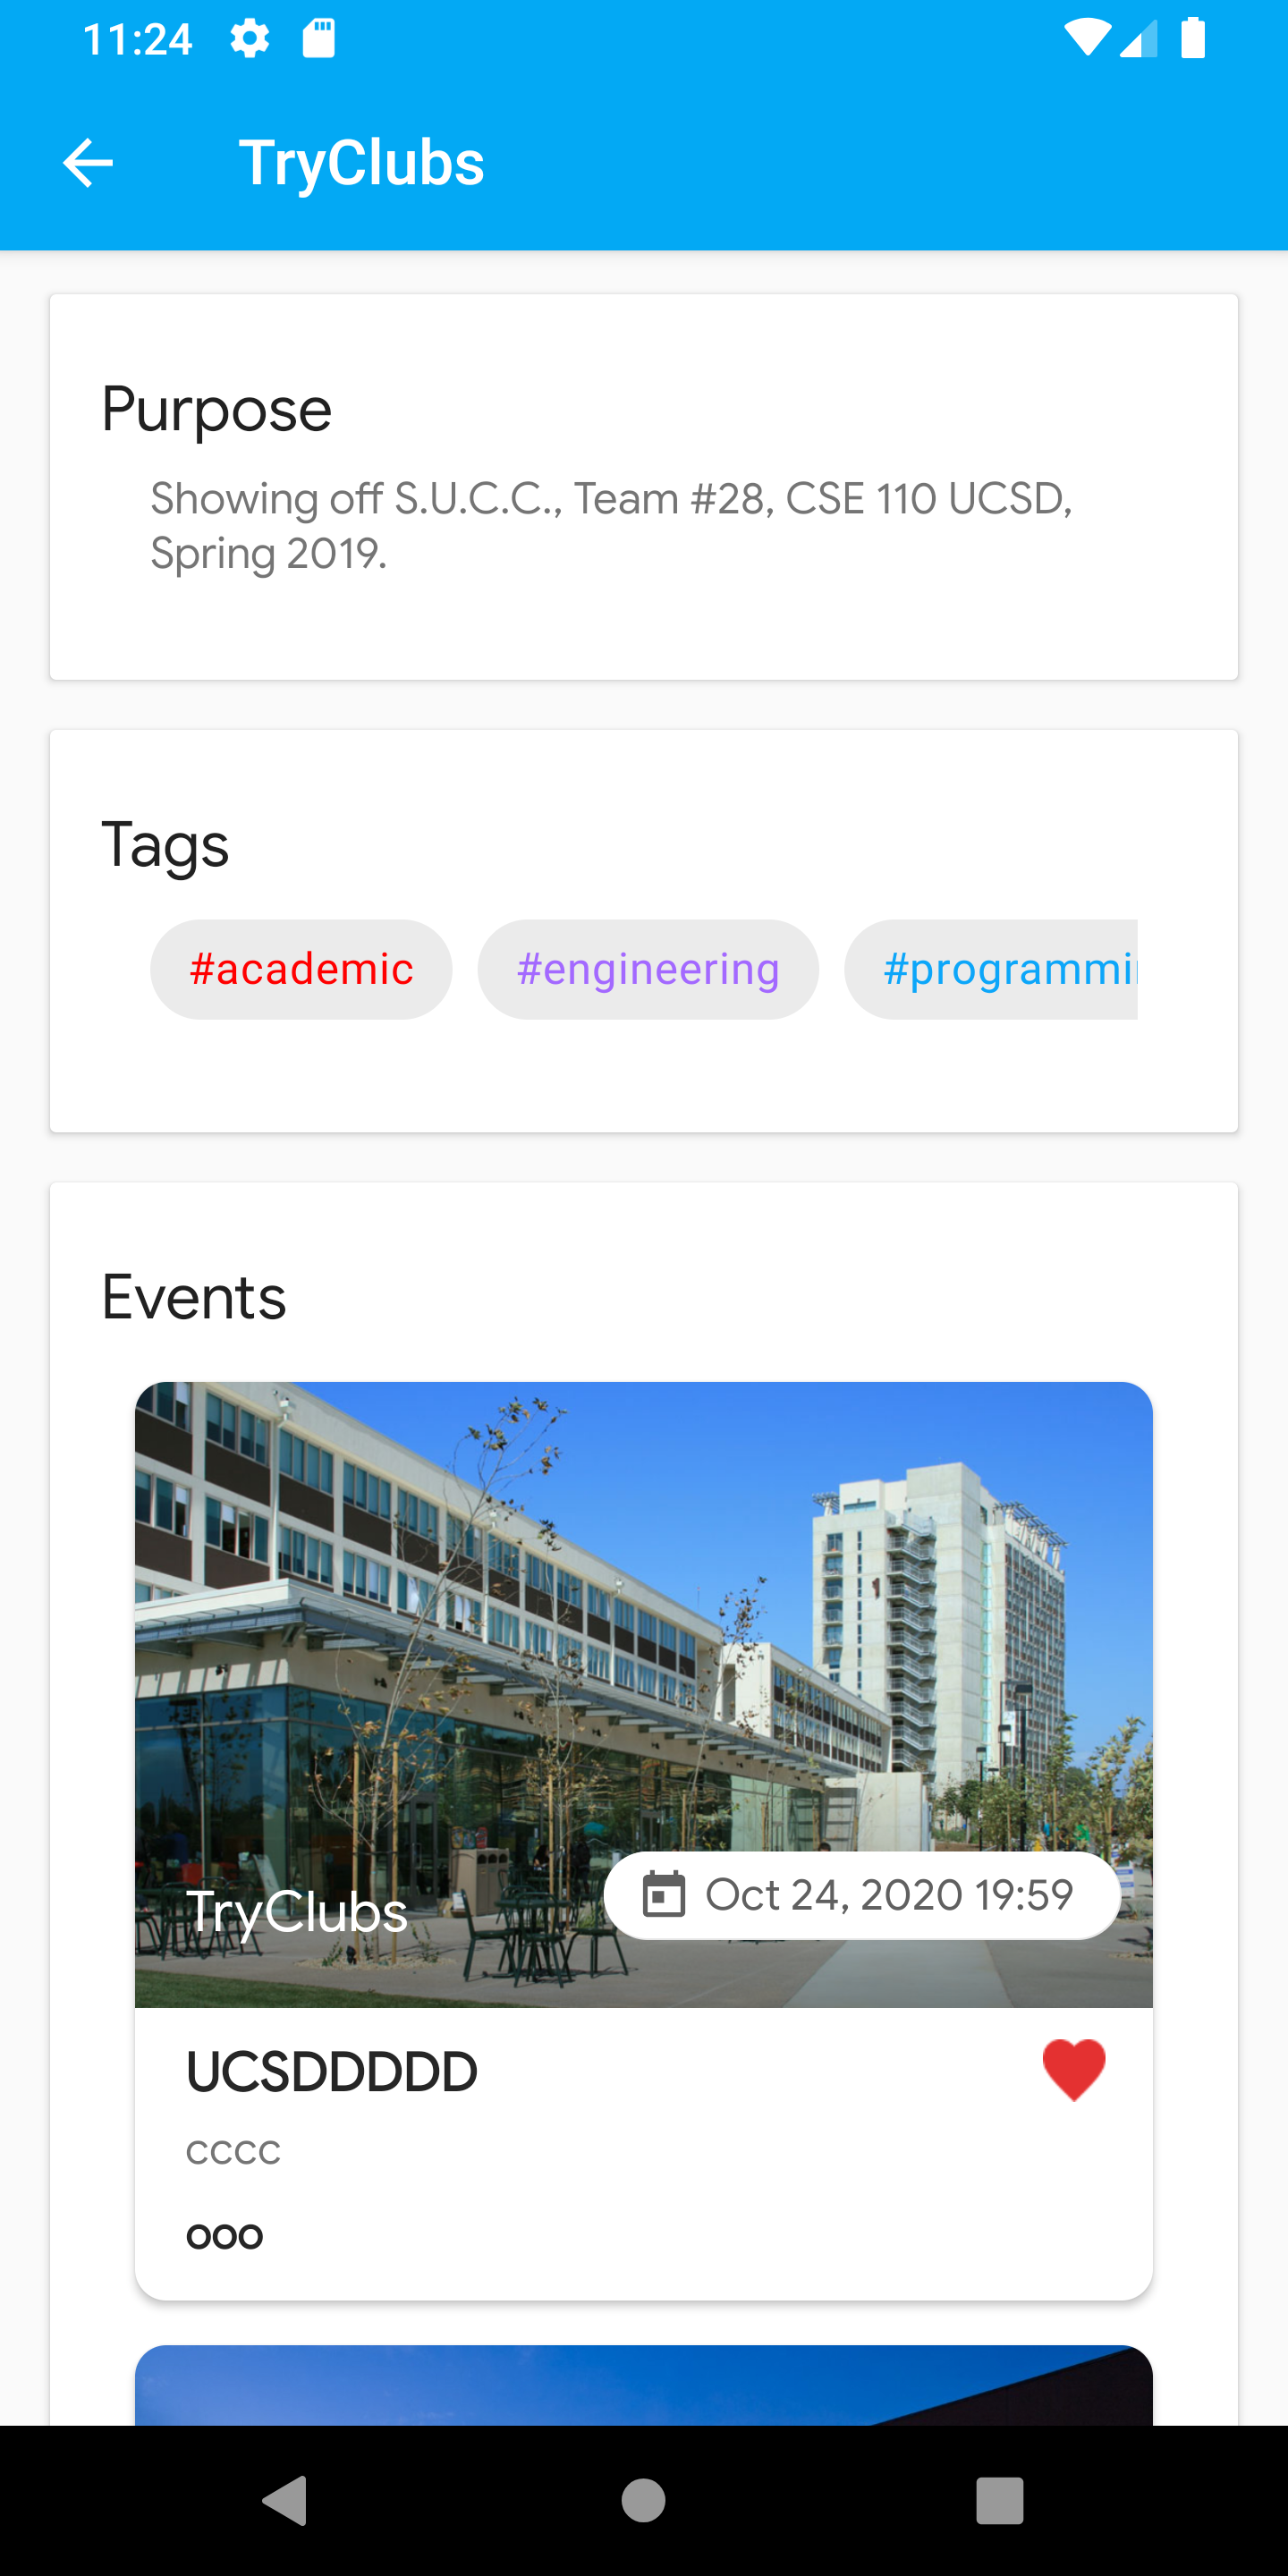 11:24
TryClubs
Purpose
Showing off S.U.C.C., Team #28, CSE 110 UCSD,
Spring 2019.
Tags
#academic #engineering #programmi
Events
TryClubs
Oct 24, 2020 19:59
UCSDDDDD
cccc
ooo